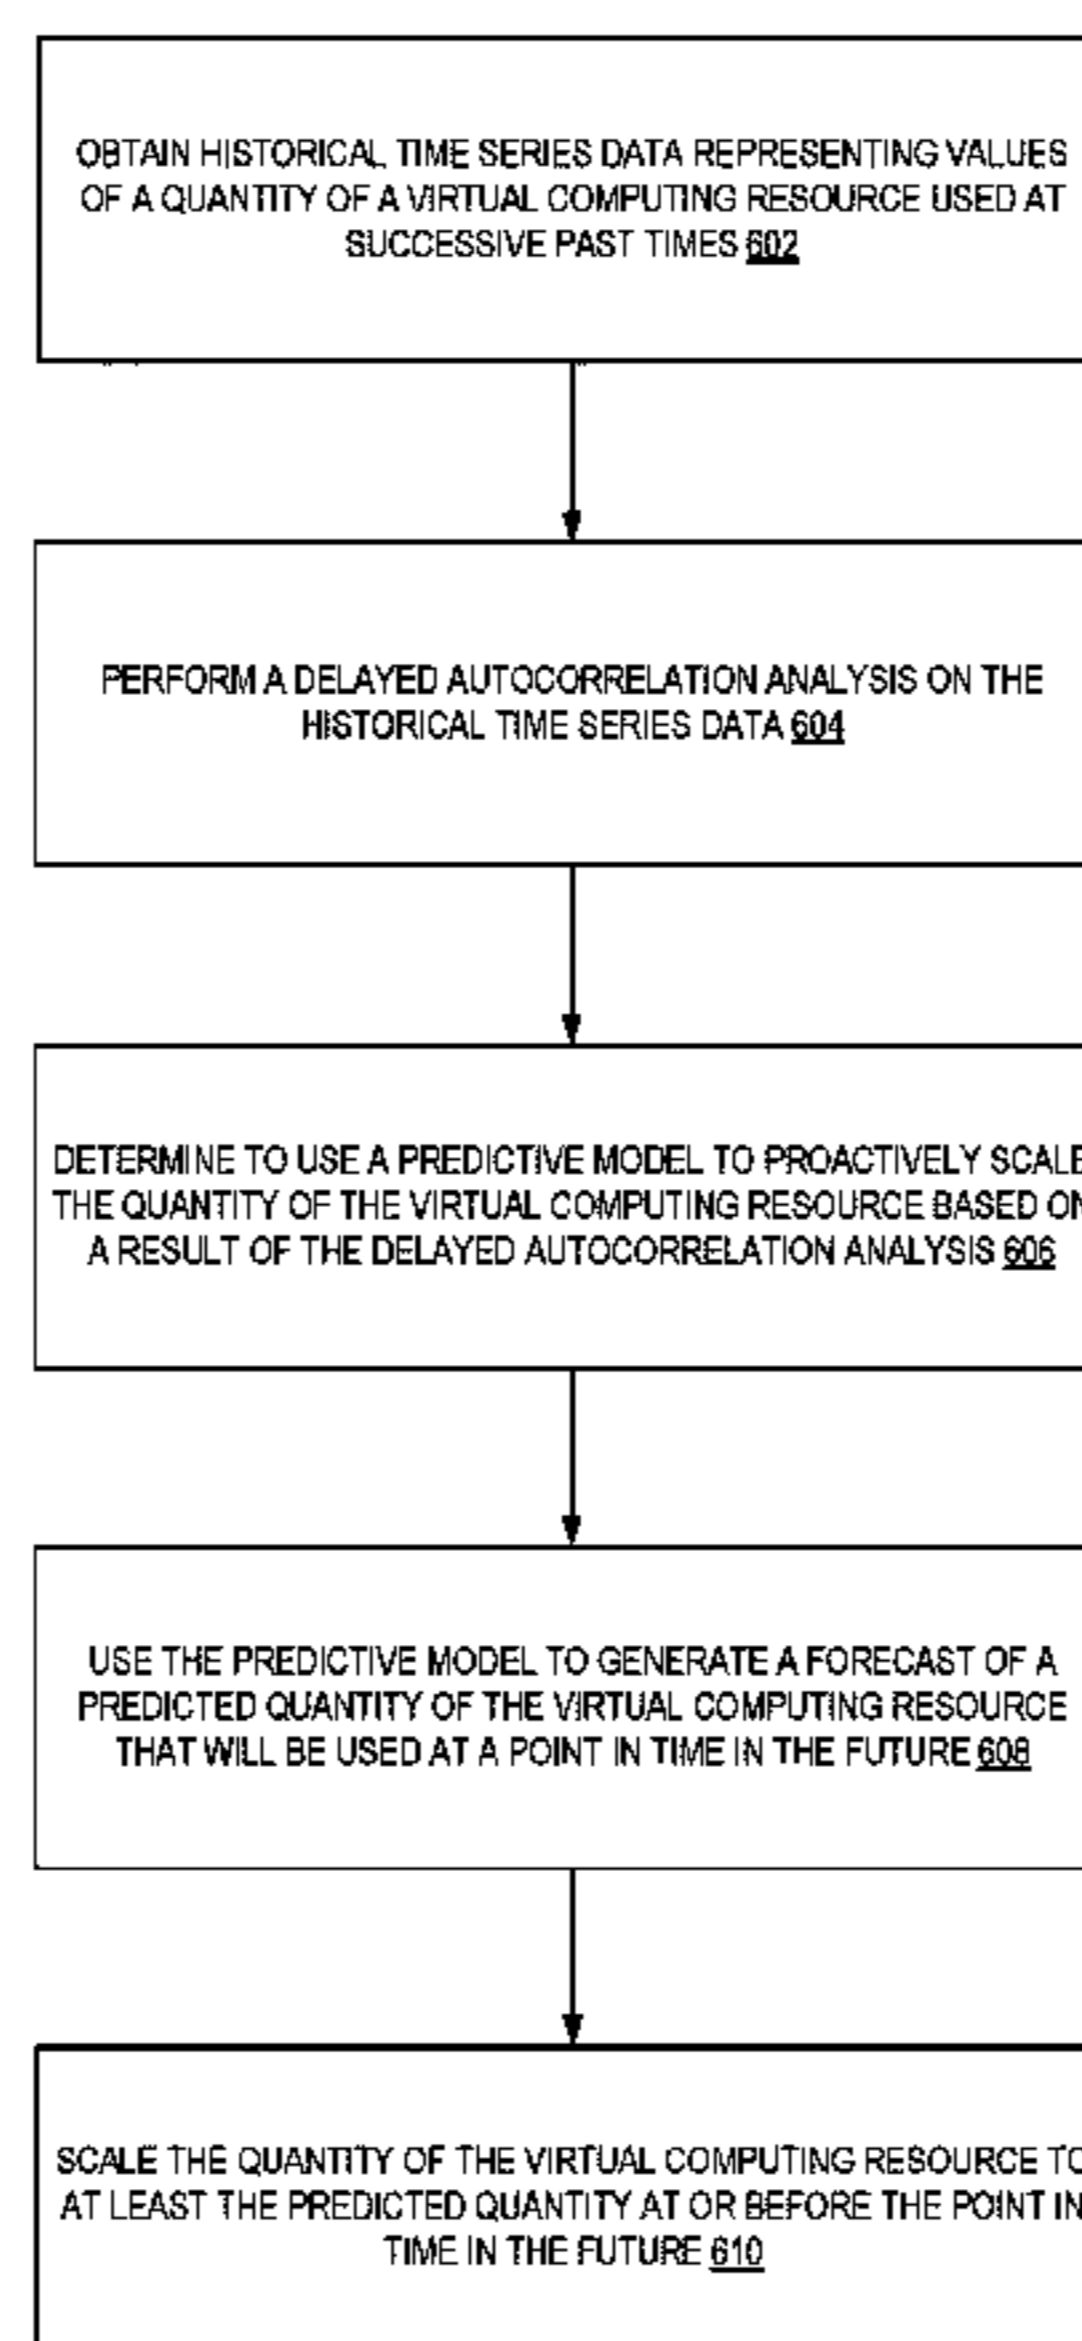 OBTAIN HISTORICAL TIME SERIES DATA REPRESENTING VALUES
OF A QUANTITY OF A VIRTUAL COMPUTING RESOURCE USED AT
SUCCESSIVE PAST TIMES 602
PERFORM A DELAYED AUTOCORRELATION ANALYSIS ON THE
HISTORICAL TIME SERIES DATA 604
DETERMINE TO USE A PREDICTIVE MODEL TO PROACTIVELY SCALE
THE QUANTITY OF THE VIRTUAL COMPUTING RESOURCE BASED ON
A RESULT OF THE DELAYED AUTOCORRELATION ANALYSIS 606
USE THE PREDICTIVE MODEL TO GENERATE A FORECAST OF A
PREDICTED QUANTITY OF THE VIRTUAL COMPUTING RESOURCE
THAT WILL BE USED AT A POINT IN TIME IN THE FUTURE 608
SCALE THE QUANTITY OF THE VIRTUAL COMPUTING RESOURCE TO
AT LEAST THE PREDICTED QUANTITY AT OR BEFORE THE POINT IN
TIME IN THE FUTURE 610